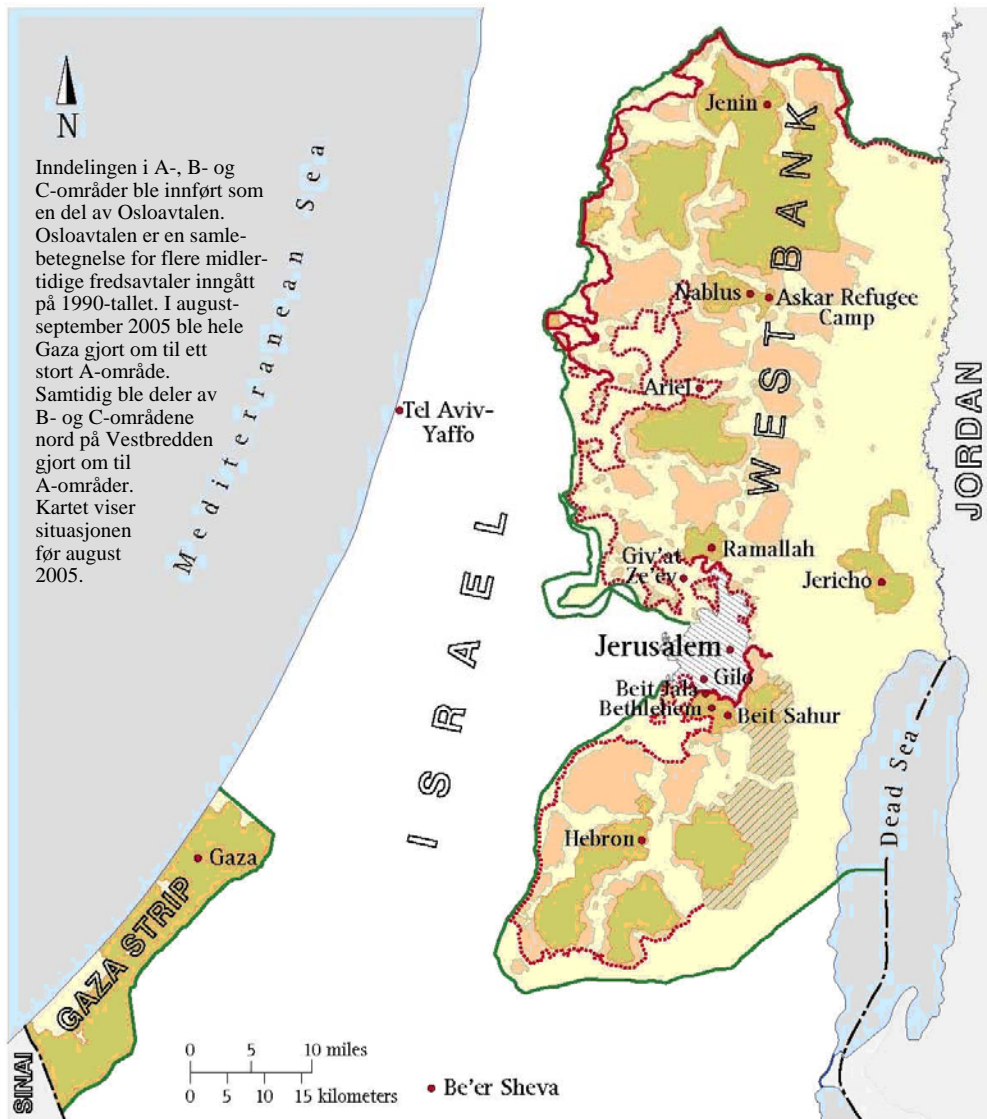 N
Inndelingen i A-, B- og
C-områder ble innført som
en del av Osloavtalen.
Osloavtalen er en samle-
betegnelse for flere midler-
tidige fredsavtaler inngått
på 1990-tallet. I august-
september 2005 ble hele
Gaza gjort om til ett
stort A-område.
Samtidig ble deler av
B- og C-områdene
nord på Vestbredden
gjort om til
A-områder.
Kartet viser
situasjonen
før august
2005.
Mediterranean Sea
Tel Aviv-
Yaffo
ISRAEL
WEST BANK
JORDAN
Jenin
Nablus
Askar Refugee
Camp
Ariel
Ramallah
Giv'at
Ze'ev
Jericho
Jerusalem
Gilo
Beit Jala
Bethlehem
Beit Sahur
Dead Sea
Hebron
Gaza
GAZA STRIP
SINAI
0 5 10 miles
0 5 10 15 kilometers
Be'er Sheva